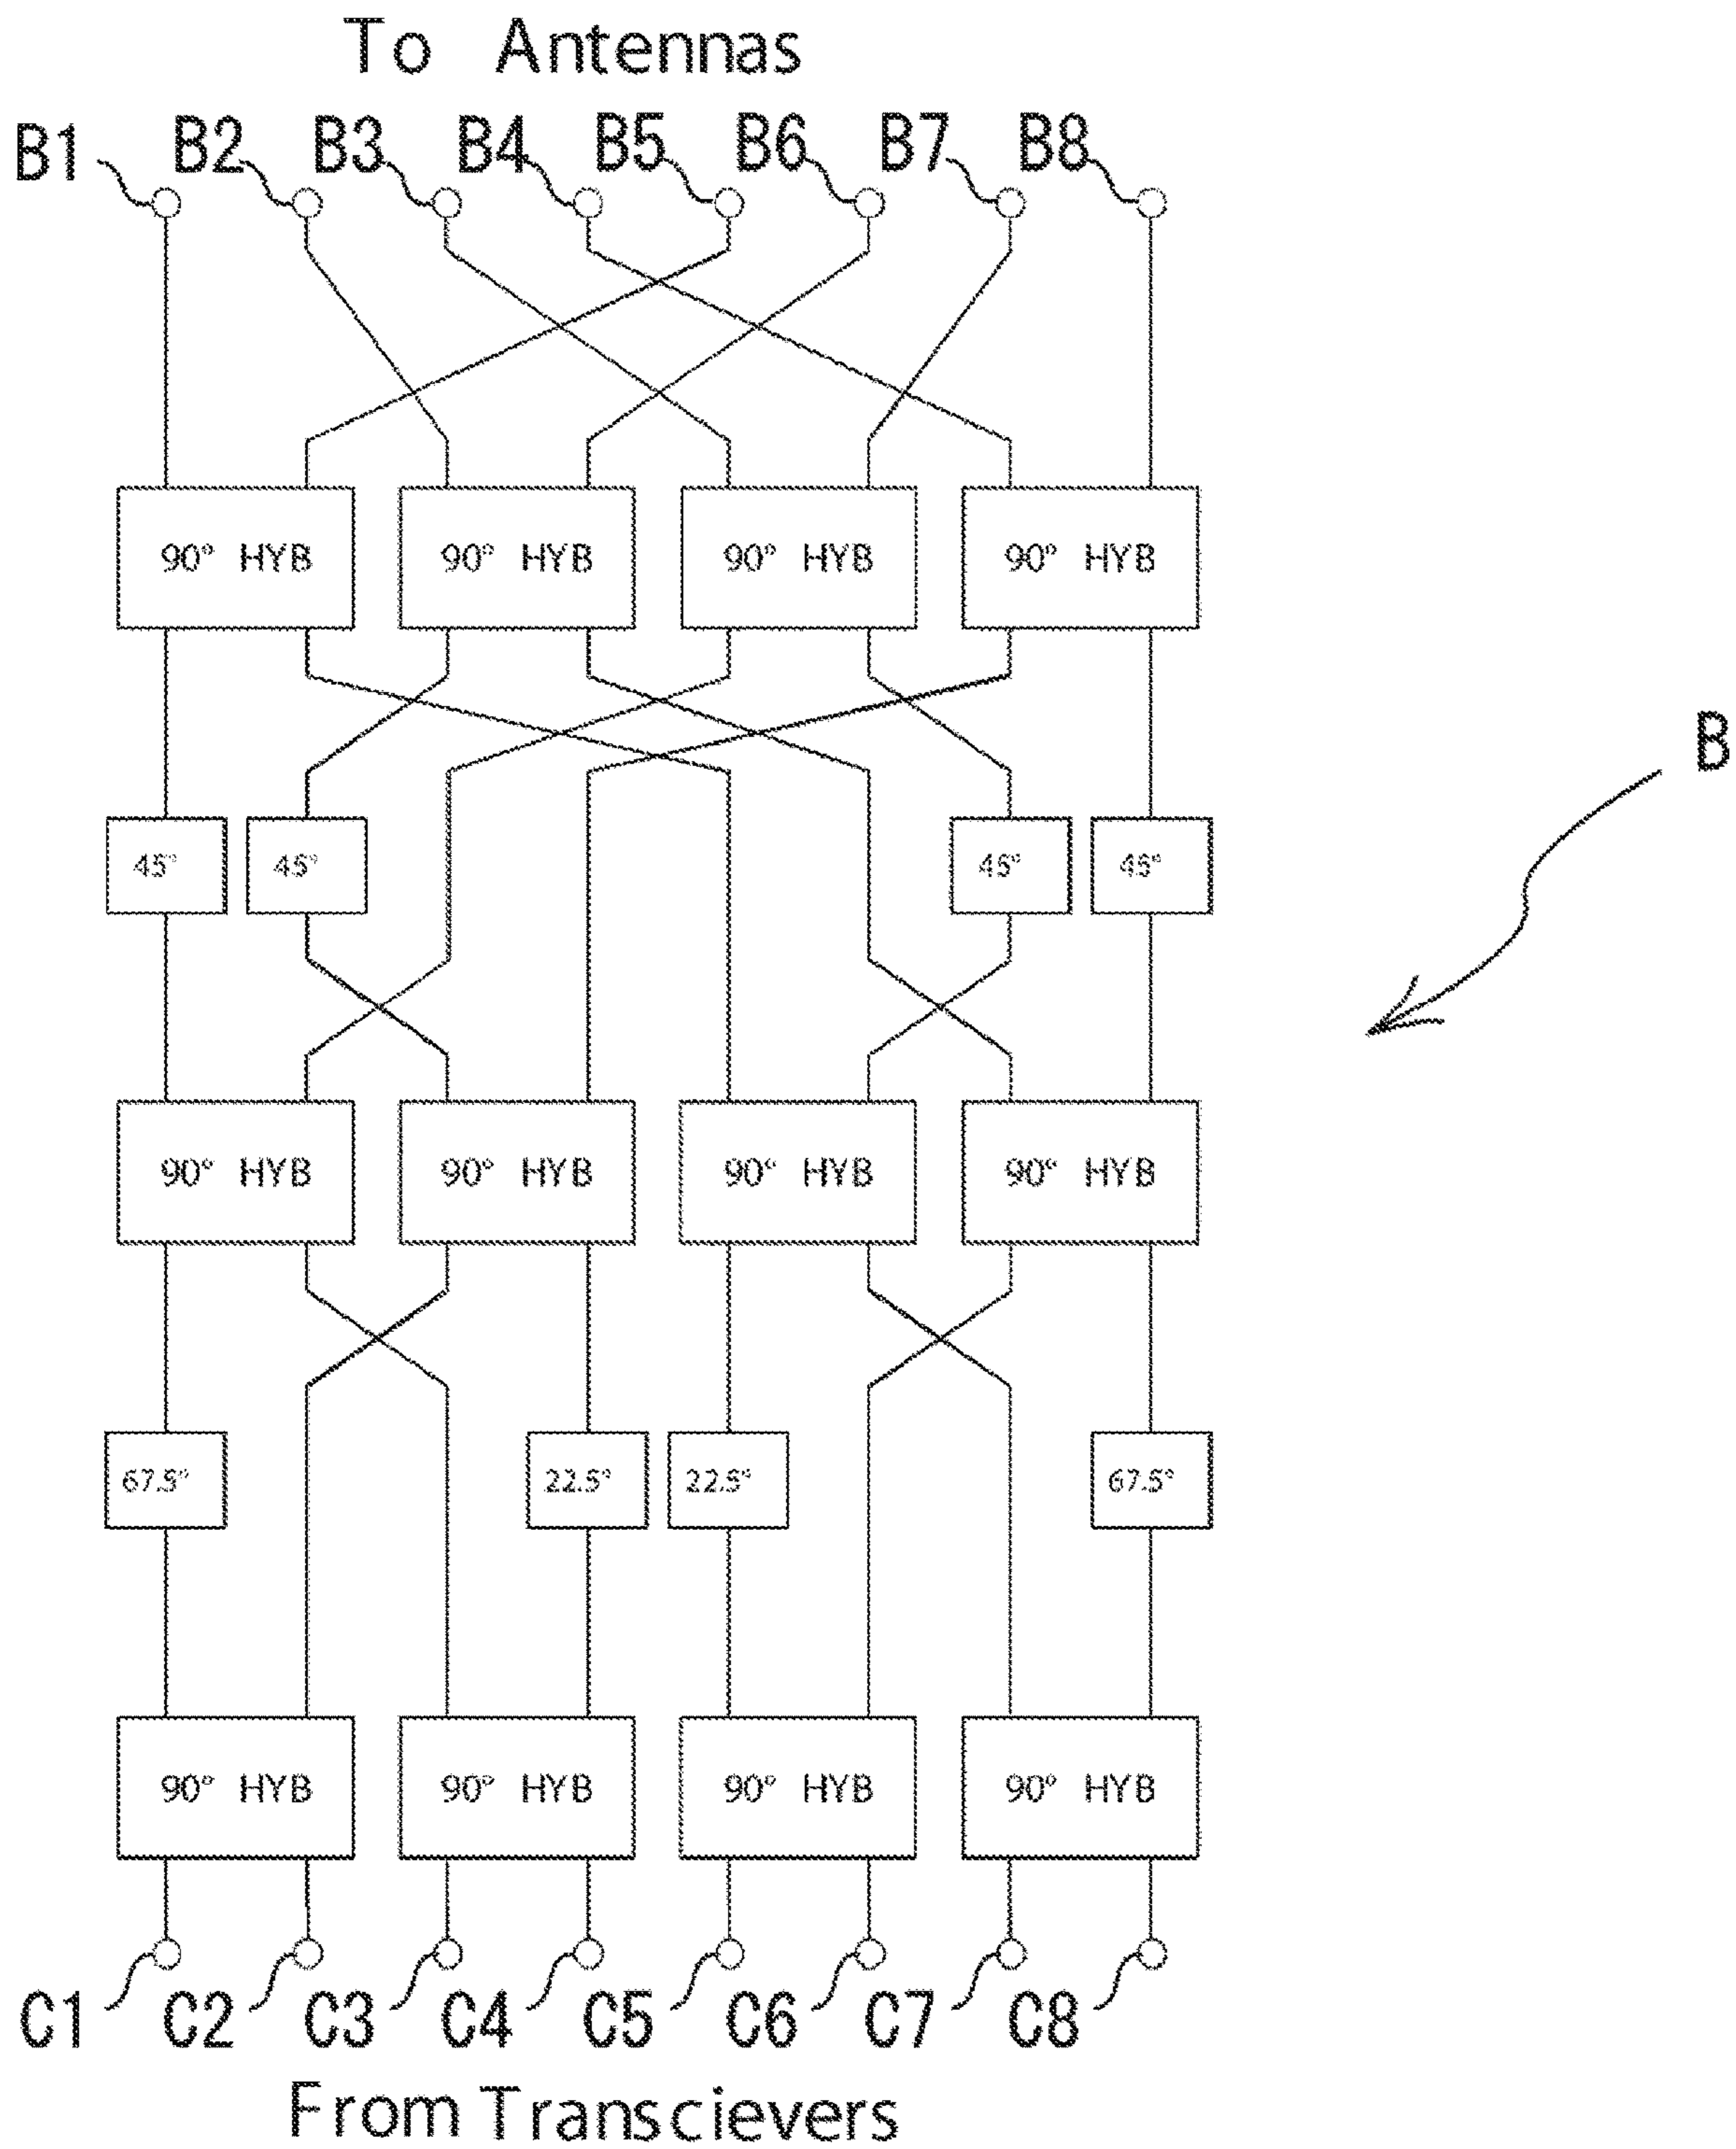 To Antennas
B1 B2 B3 B4 B5 B6 B7 B8
90° HYB 90° HYB 90° HYB 90° HYB
B
45° 45° 45° 45°
90° HYB 90° HYB 90° HYB 90° HYB
67.5° 22.5° 22.5° 67.5°
90° HYB 90° HYB 90° HYB 90° HYB
C1 C2 C3 C4 C5 C6 C7 C8
From Transcievers